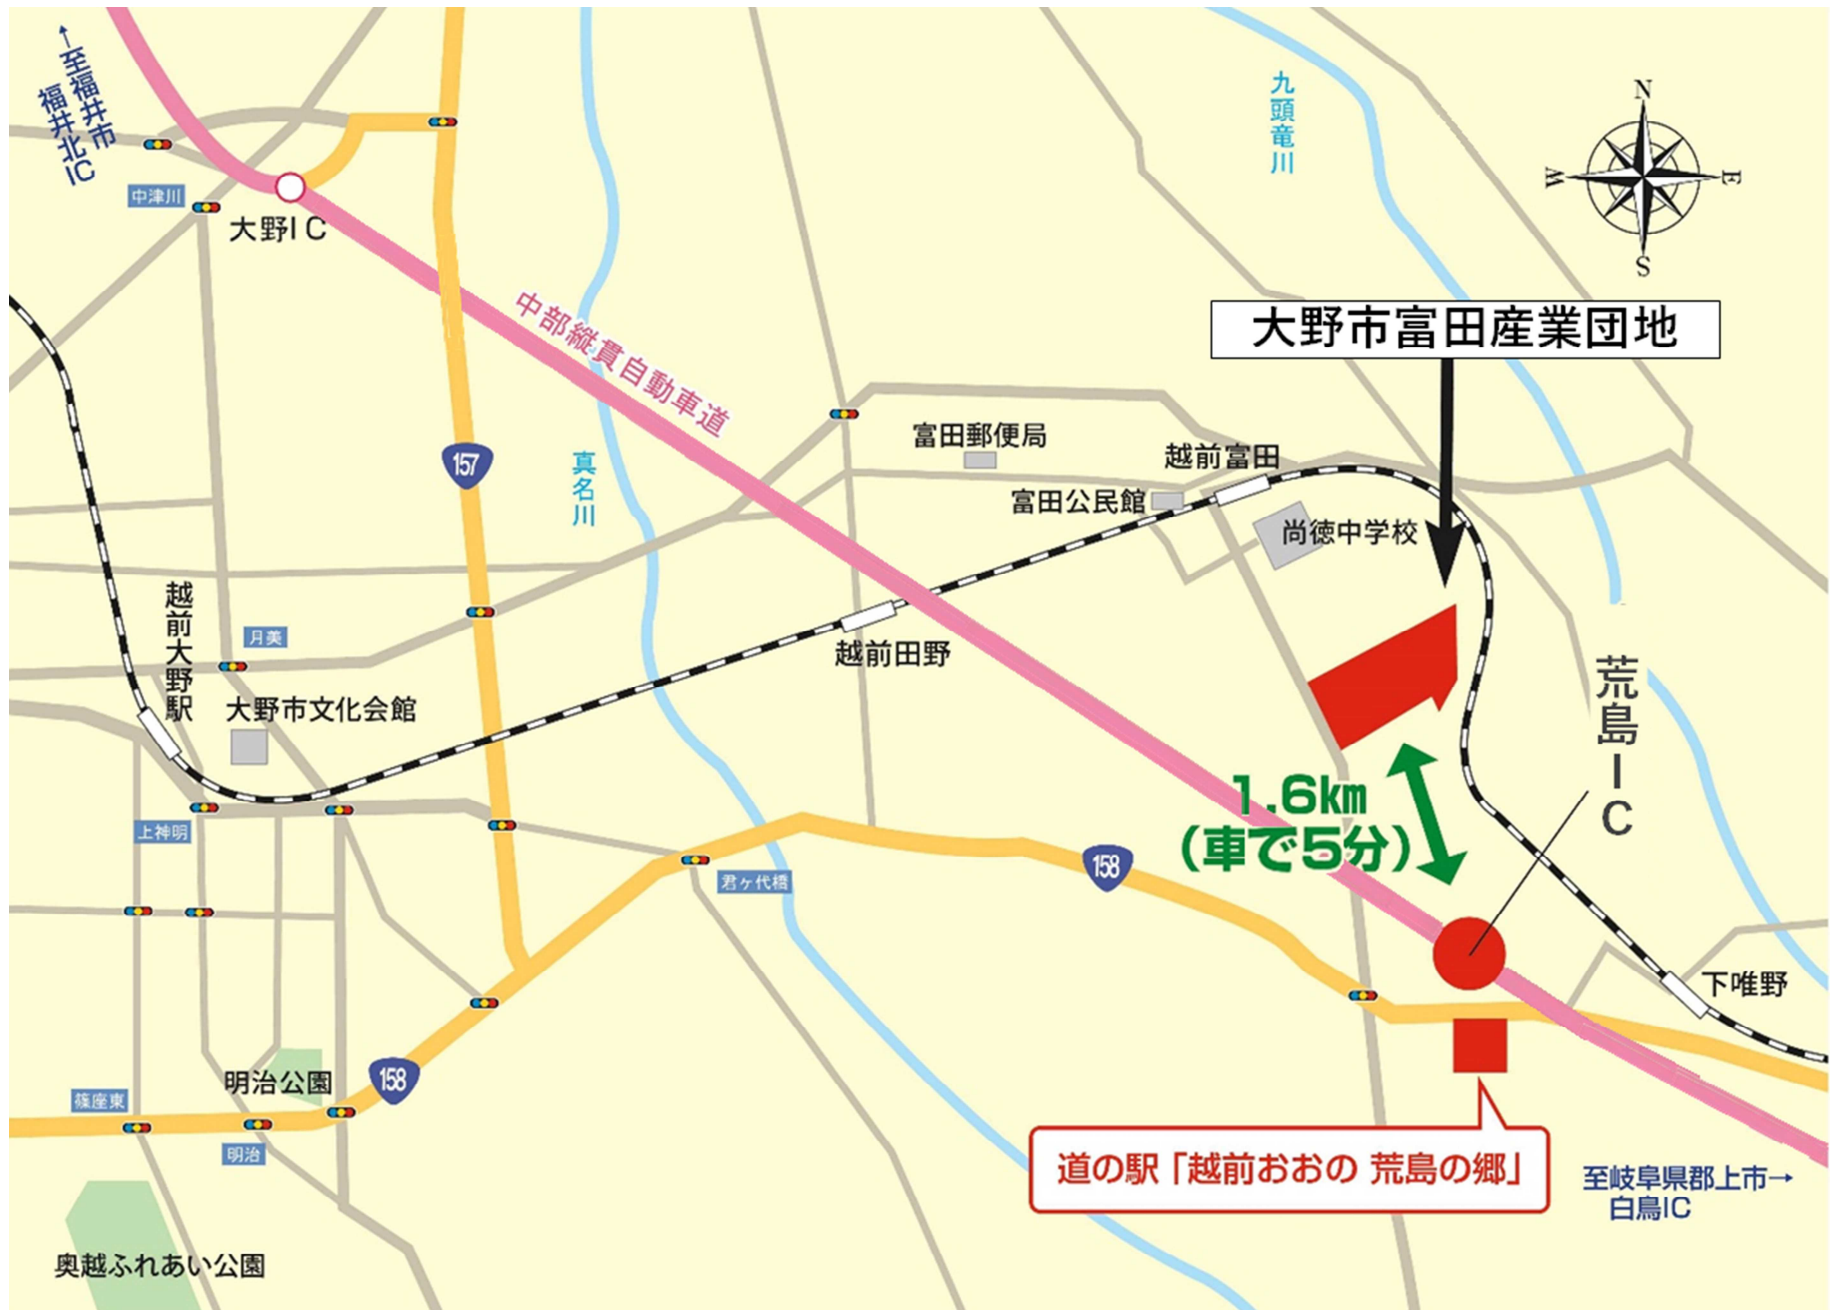 ←至福井市
福井北IC
中津川
大野IC
九頭竜川
N
W
E
S
大野市富田産業団地
中部縦貫自動車道
157
真名川
富田郵便局
越前富田
富田公民館
尚徳中学校
越前大野駅
月美
大野市文化会館
越前田野
荒島IC
1.6km
（車で5分）
上神明
君ヶ代橋
158
下唯野
明治公園
158
篠座東
明治
道の駅「越前おおの 荒島の郷」
至岐阜県郡上市→
白鳥IC
奥越ふれあい公園